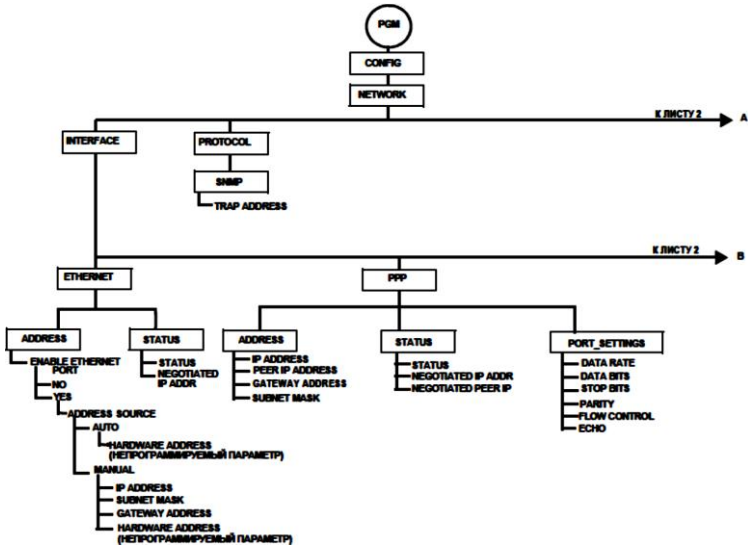 PGM
CONFIG
NETWORK
К ЛИСТУ 2
A
INTERFACE
PROTOCOL
SNMP
TRAP ADDRESS
К ЛИСТУ 2
B
ETHERNET
PPP
ADDRESS
STATUS
ADDRESS
STATUS
PORT_SETTINGS
ENABLE ETHERNET
PORT
NO
YES
ADDRESS SOURCE
AUTO
HARDWARE ADDRESS
(НЕПРОГРАММИРУЕМЫЙ ПАРАМЕТР)
MANUAL
IP ADDRESS
SUBNET MASK
GATEWAY ADDRESS
HARDWARE ADDRESS
(НЕПРОГРАММИРУЕМЫЙ ПАРАМЕТР)
STATUS
NEGOTIATED
IP ADDR
IP ADDRESS
PEER IP ADDRESS
GATEWAY ADDRESS
SUBNET MASK
STATUS
NEGOTIATED IP ADDR
NEGOTIATED PEER IP
DATA RATE
DATA BITS
STOP BITS
PARITY
FLOW CONTROL
ECHO